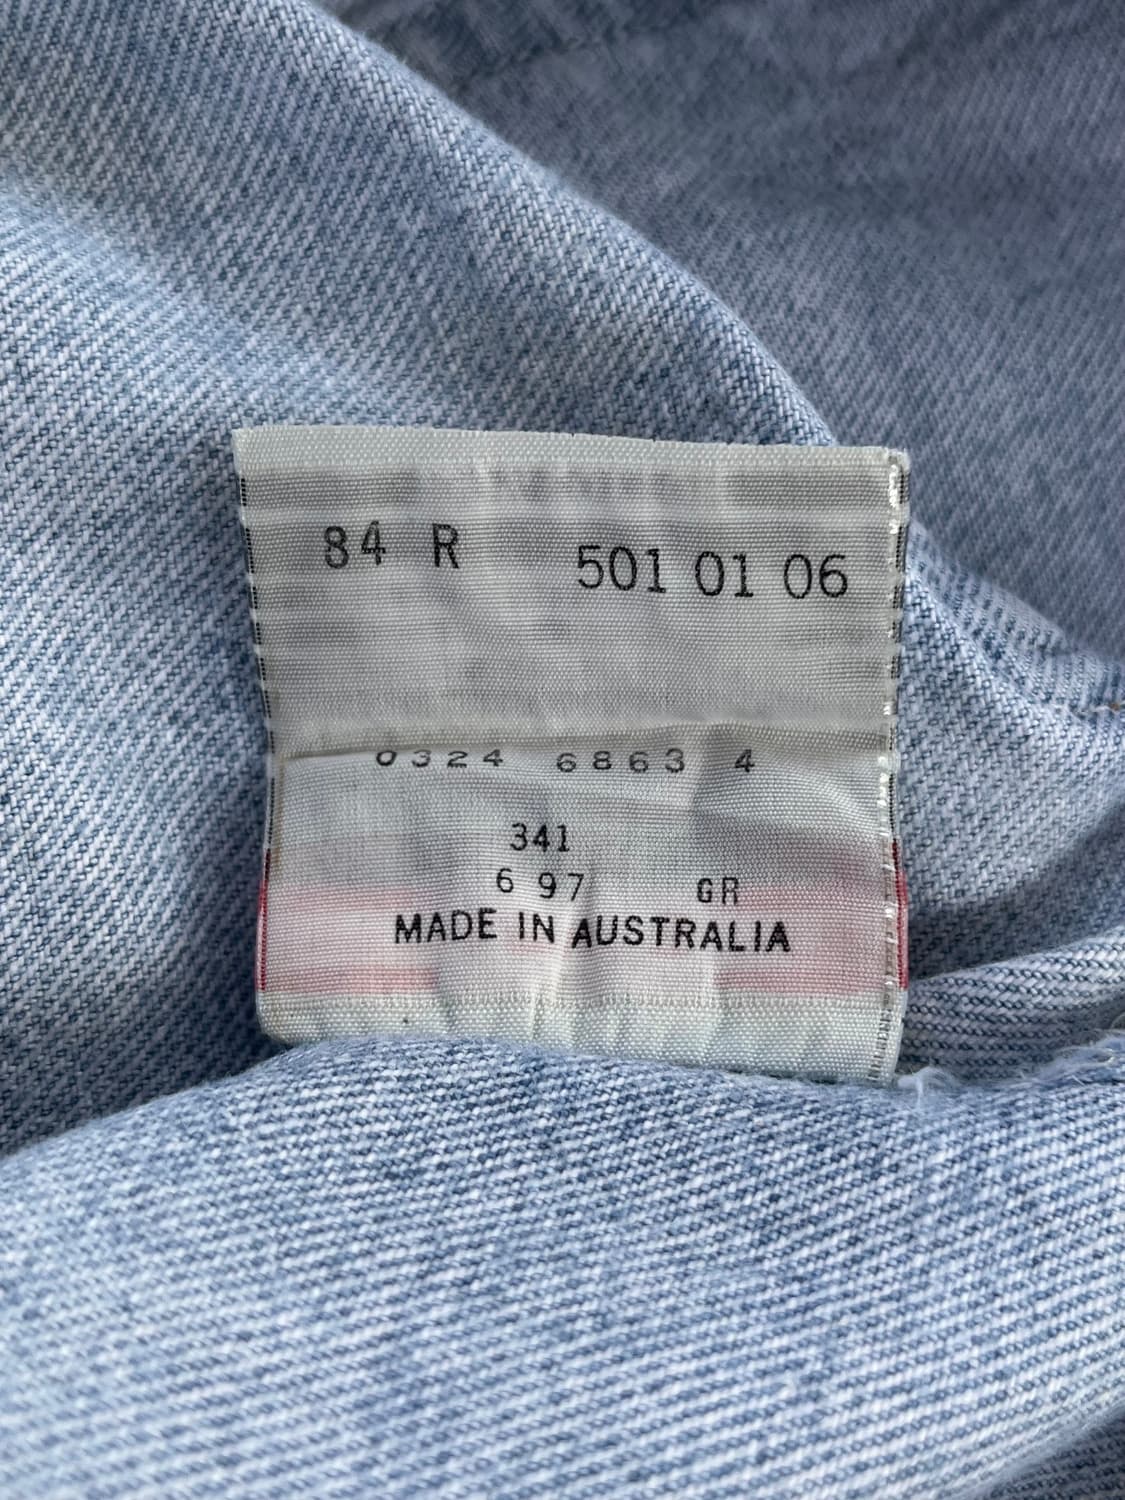 84 R 501 01 06
0324 6863 4
341
6 97 GR
MADE IN AUSTRALIA